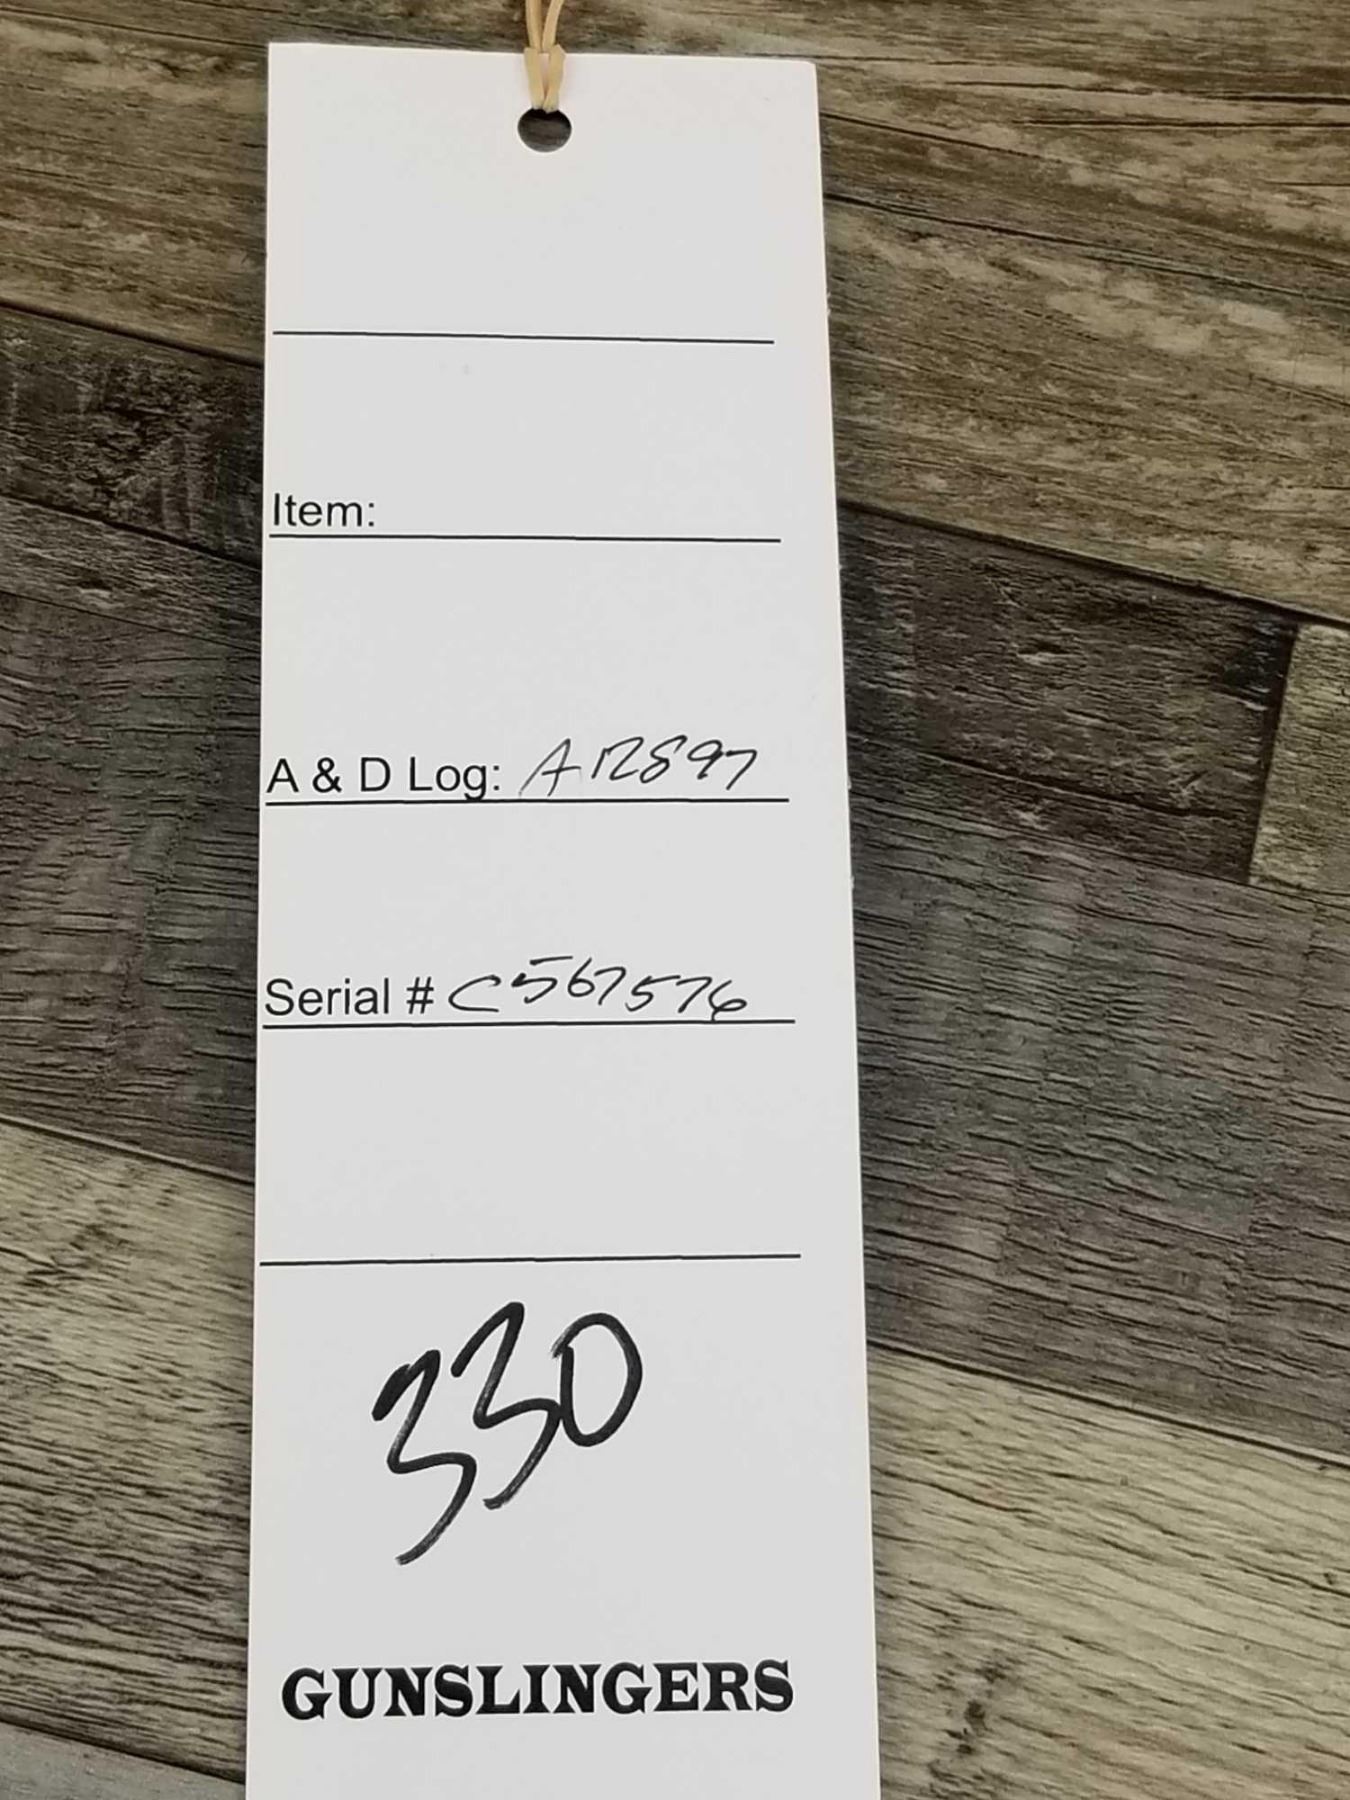 Item:
A & D Log: A12897
Serial # C567576
330
GUNSLINGERS